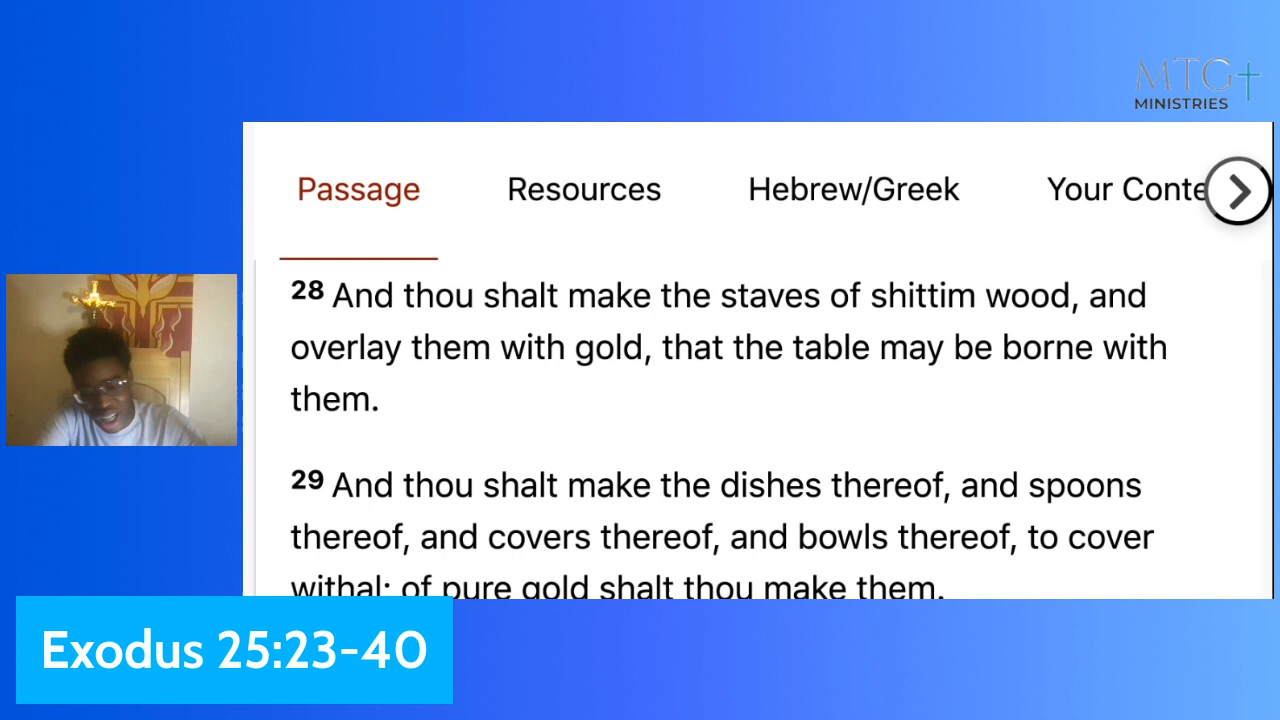 MTG
MINISTRIES
Passage Resources Hebrew/Greek Your Conte
28 And thou shalt make the staves of shittim wood, and
overlay them with gold, that the table may be borne with
them.
29 And thou shalt make the dishes thereof, and spoons
thereof, and covers thereof, and bowls thereof, to cover
withal: of pure gold shalt thou make them.
Exodus 25:23-40